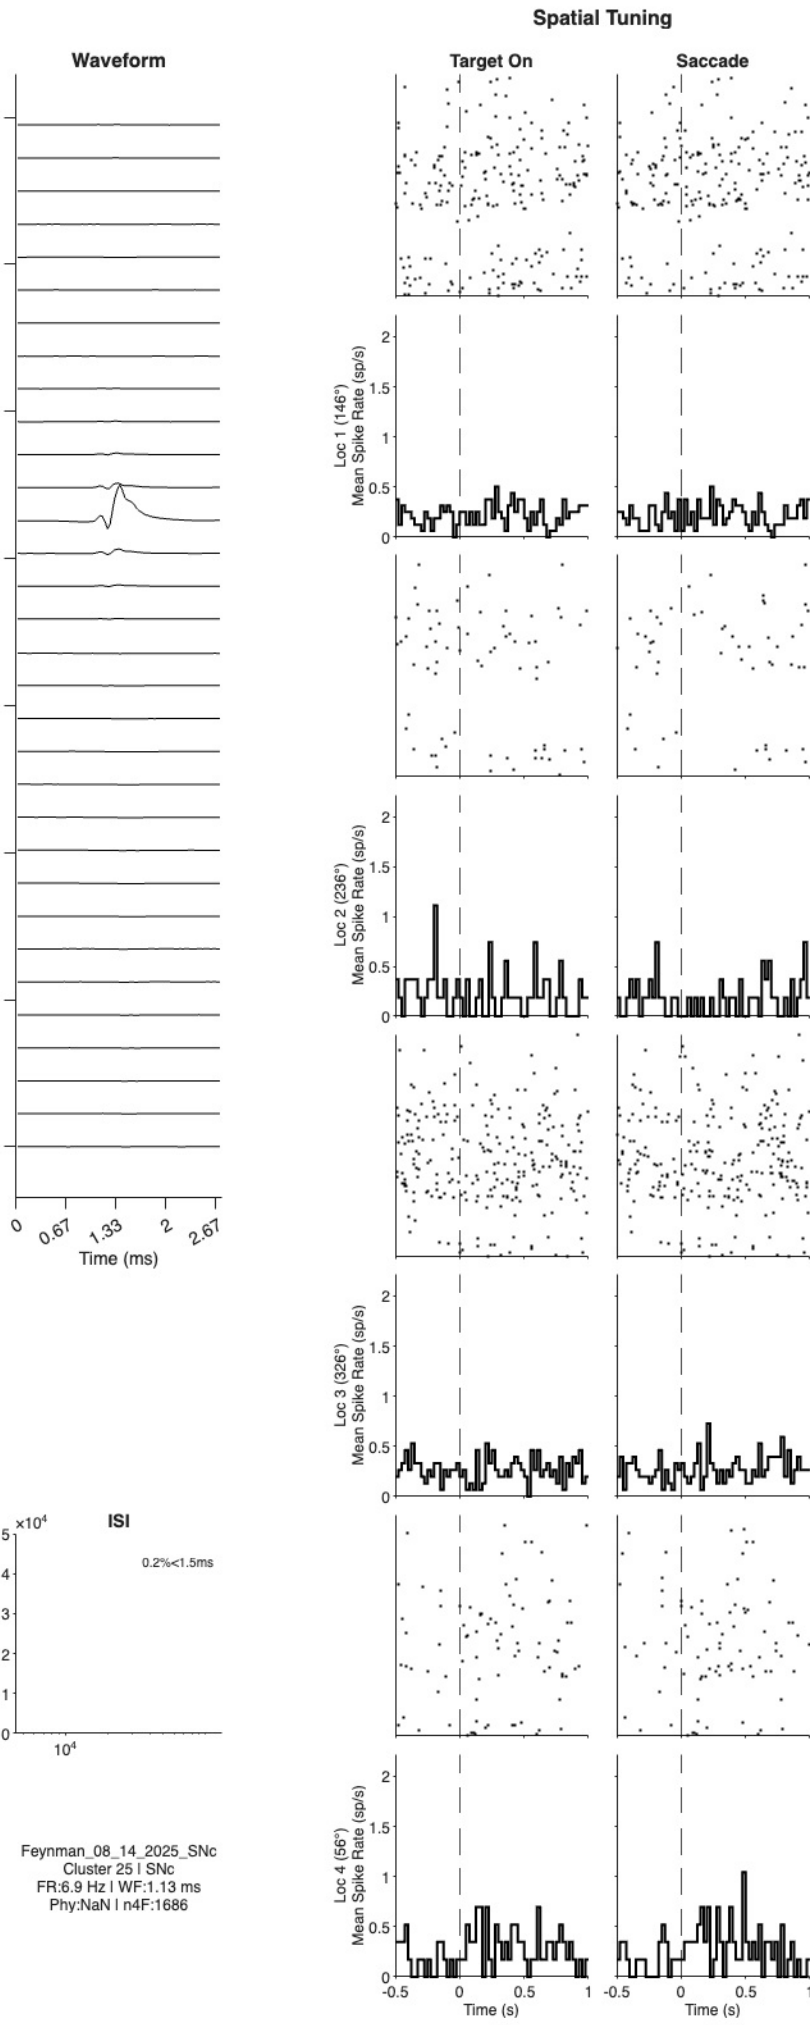 Spatial Tuning
Waveform
Target On
Saccade
2
1.5
1
0.5
0
Loc 1 (146°)
Mean Spike Rate (sp/s)
2
1.5
1
0.5
0
Loc 2 (236°)
Mean Spike Rate (sp/s)
0 0.67 1.33 2 2.67
Time (ms)
2
1.5
1
0.5
0
Loc 3 (326°)
Mean Spike Rate (sp/s)
ISI
×10⁴
5
4
3
2
1
0
0.2%<1.5ms
10⁴
2
1.5
1
0.5
0
Loc 4 (56°)
Mean Spike Rate (sp/s)
Feynman_08_14_2025_SNc
Cluster 25 | SNc
FR:6.9 Hz | WF:1.13 ms
Phy:NaN | n4F:1686
-0.5 0 0.5 1
Time (s)
-0.5 0 0.5 1
Time (s)